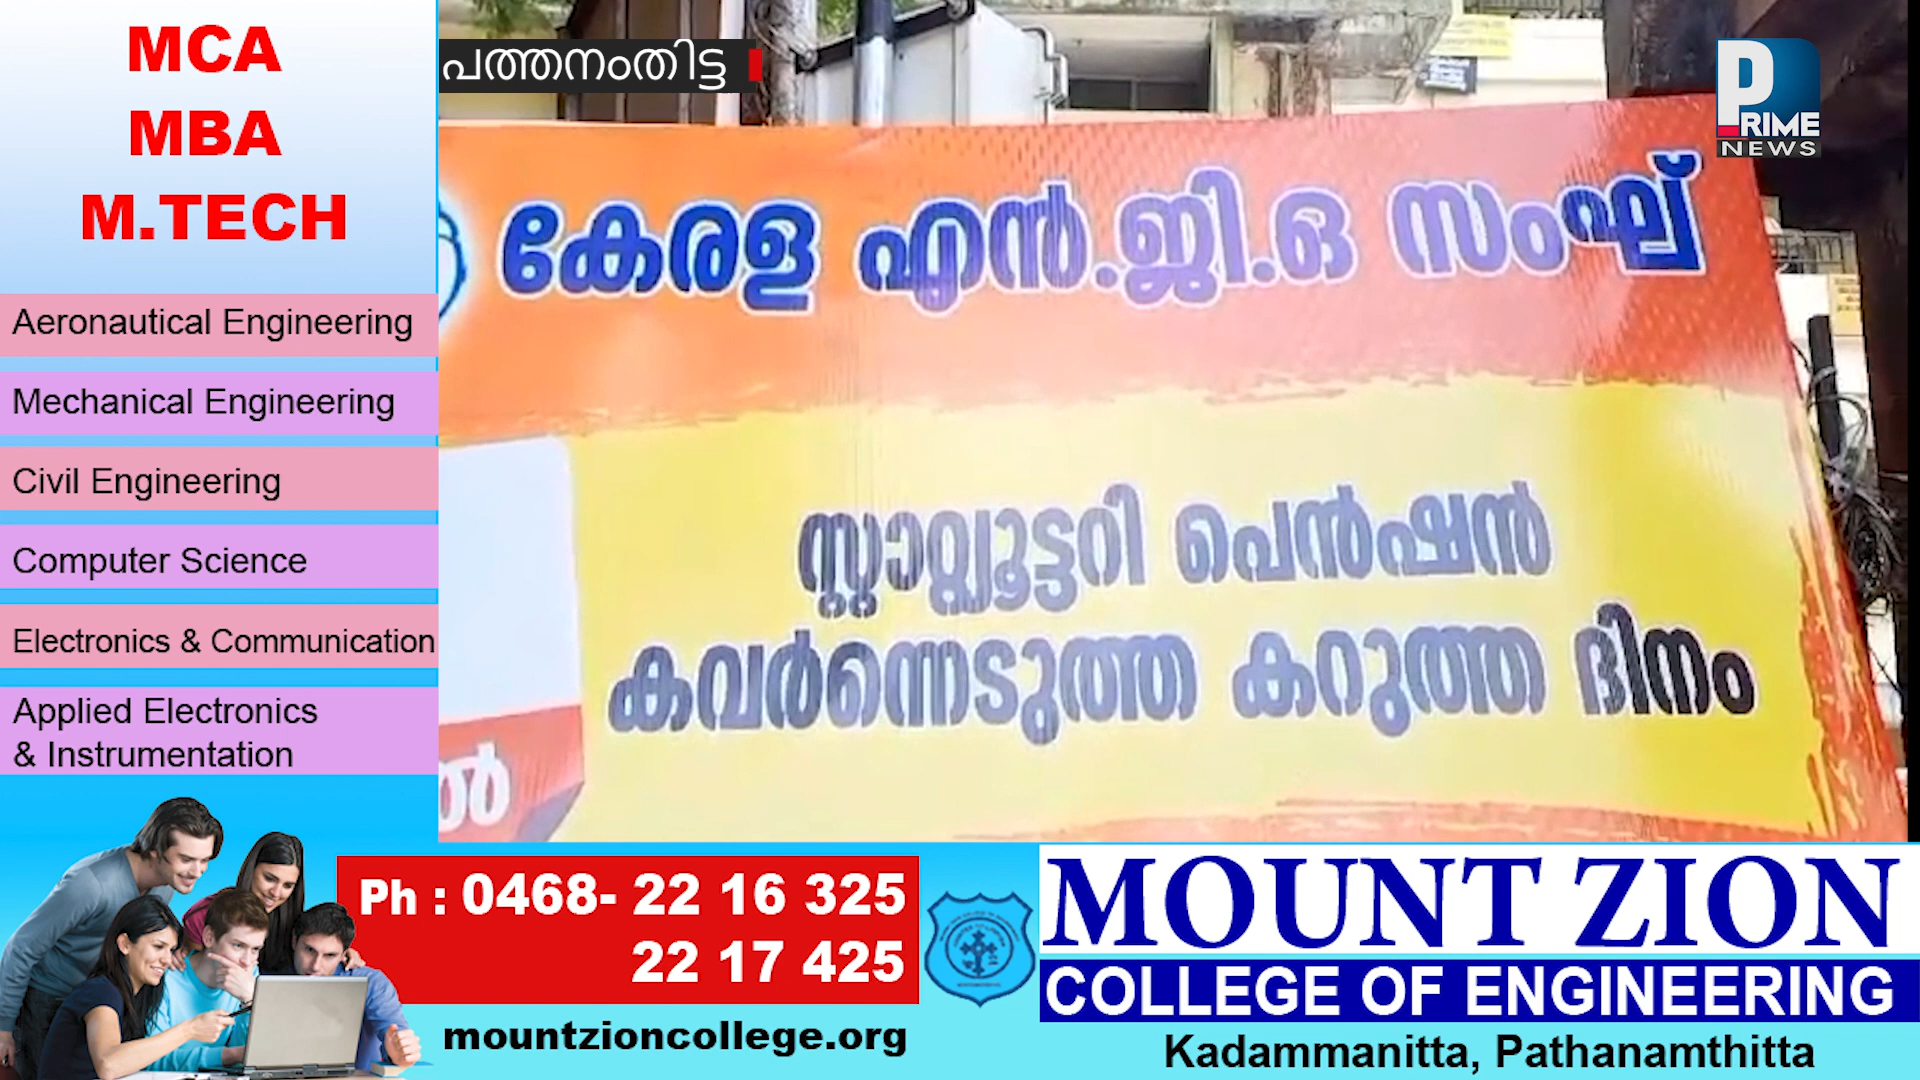 MCA
MBA
M.TECH
Aeronautical Engineering
Mechanical Engineering
Civil Engineering
Computer Science
Electronics & Communication
Applied Electronics
& Instrumentation
പത്തനംതിട്ട
PRIME
NEWS
കേരള എൻ.ജി.ഒ സംഘ്
സ്റ്റാറ്റ്യൂട്ടറി പെൻഷൻ
കവർന്നെടുത്ത കറുത്ത ദിനം
Ph : 0468- 22 16 325
22 17 425
mountzioncollege.org
MOUNT ZION
COLLEGE OF ENGINEERING
Kadammanitta, Pathanamthitta